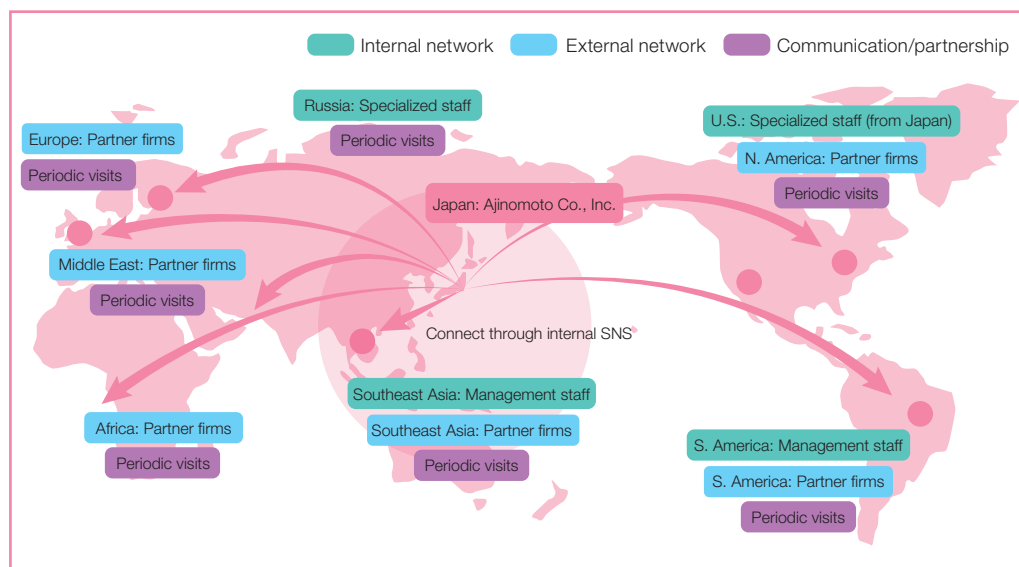 Internal network
External network
Communication/partnership
Russia: Specialized staff
Periodic visits
Europe: Partner firms
Periodic visits
U.S.: Specialized staff (from Japan)
N. America: Partner firms
Periodic visits
Japan: Ajinomoto Co., Inc.
Middle East: Partner firms
Periodic visits
Connect through internal SNS
Southeast Asia: Management staff
Southeast Asia: Partner firms
Periodic visits
Africa: Partner firms
Periodic visits
S. America: Management staff
S. America: Partner firms
Periodic visits